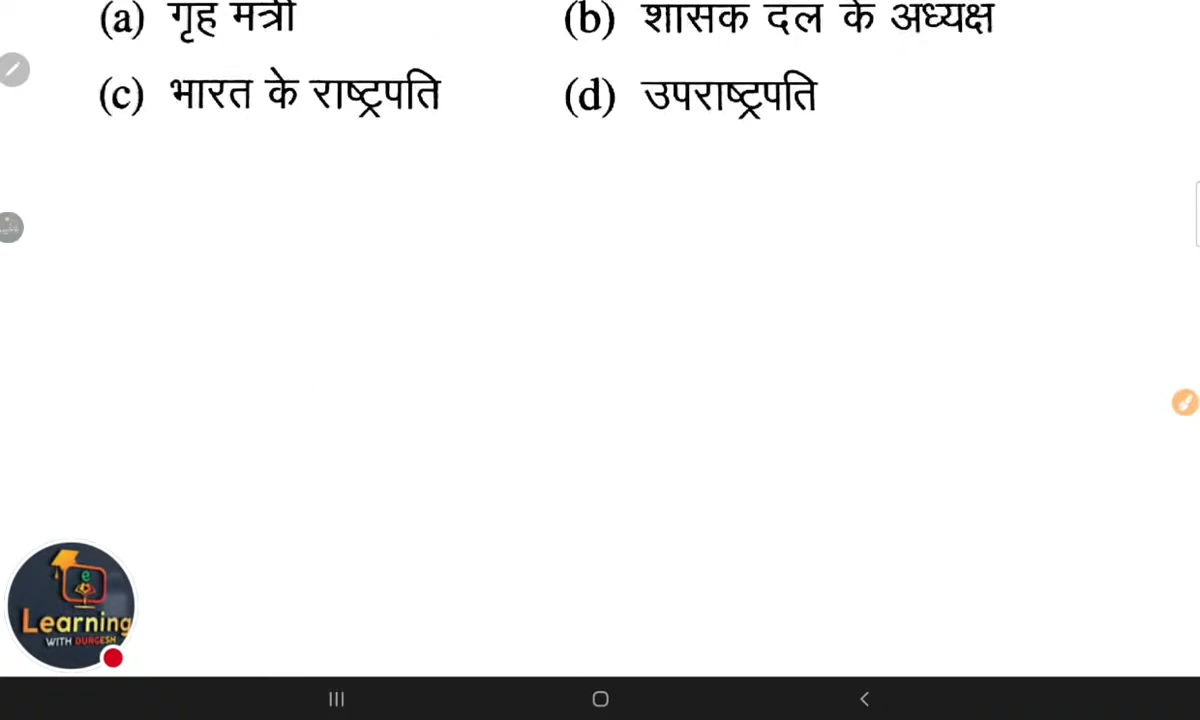 (a) गृह मंत्री (b) शासक दल के अध्यक्ष
(c) भारत के राष्ट्रपति (d) उपराष्ट्रपति
e
Learning
WITH DURGESH